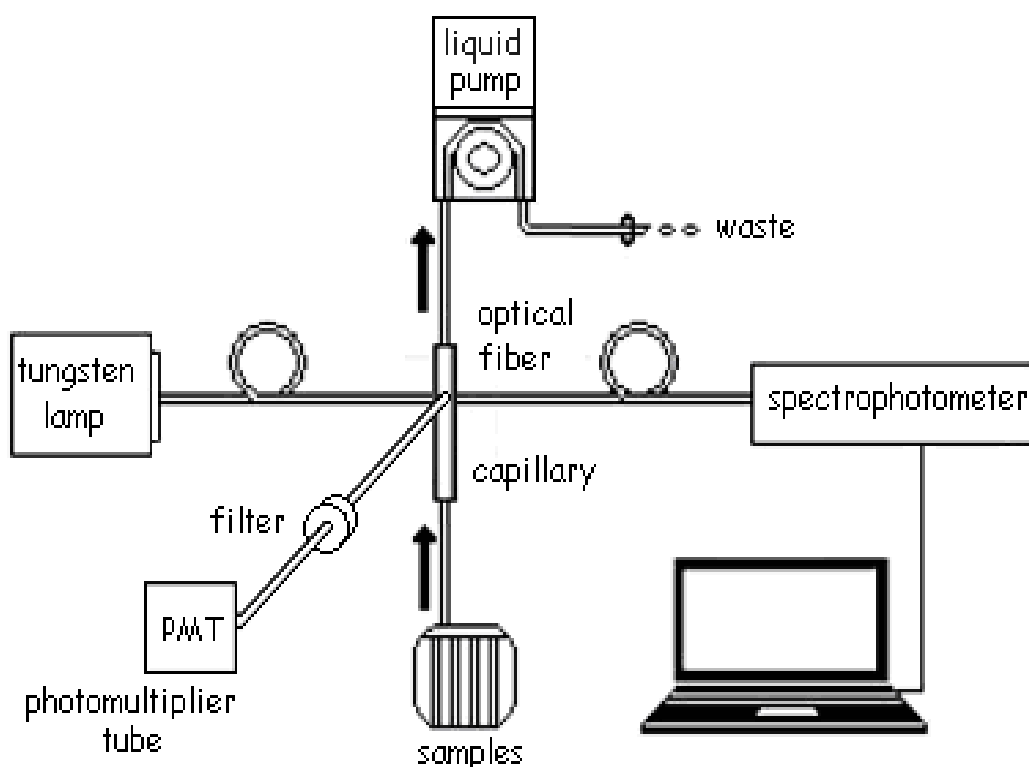 liquid
pump
waste
optical
fiber
tungsten
lamp
spectrophotometer
capillary
filter
PMT
photomultiplier
tube
samples